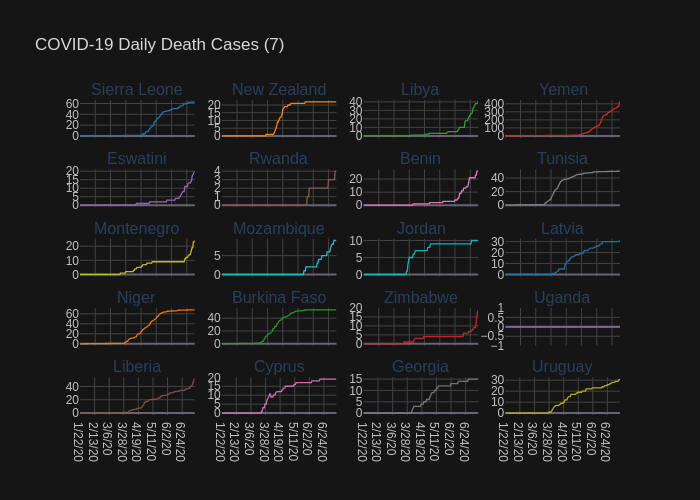 COVID-19 Daily Death Cases (7)
Sierra Leone New Zealand Libya Yemen
60 40 20 0
20 15 10 5 0
40 30 20 10 0
400 300 200 100 0
Eswatini Rwanda Benin Tunisia
20 15 10 5 0
4 3 2 1 0
20 10 0
40 20 0
Montenegro Mozambique Jordan Latvia
20 10 0
5 0
10 5 0
30 20 10 0
Niger Burkina Faso Zimbabwe Uganda
60 40 20 0
40 20 0
20 15 10 5 0
1 0.5 0 −0.5 −1
Liberia Cyprus Georgia Uruguay
40 20 0
20 15 10 5 0
15 10 5 0
30 20 10 0
1/22/20 2/13/20 3/6/20 3/28/20 4/19/20 5/11/20 6/2/20 6/24/20
1/22/20 2/13/20 3/6/20 3/28/20 4/19/20 5/11/20 6/2/20 6/24/20
1/22/20 2/13/20 3/6/20 3/28/20 4/19/20 5/11/20 6/2/20 6/24/20
1/22/20 2/13/20 3/6/20 3/28/20 4/19/20 5/11/20 6/2/20 6/24/20